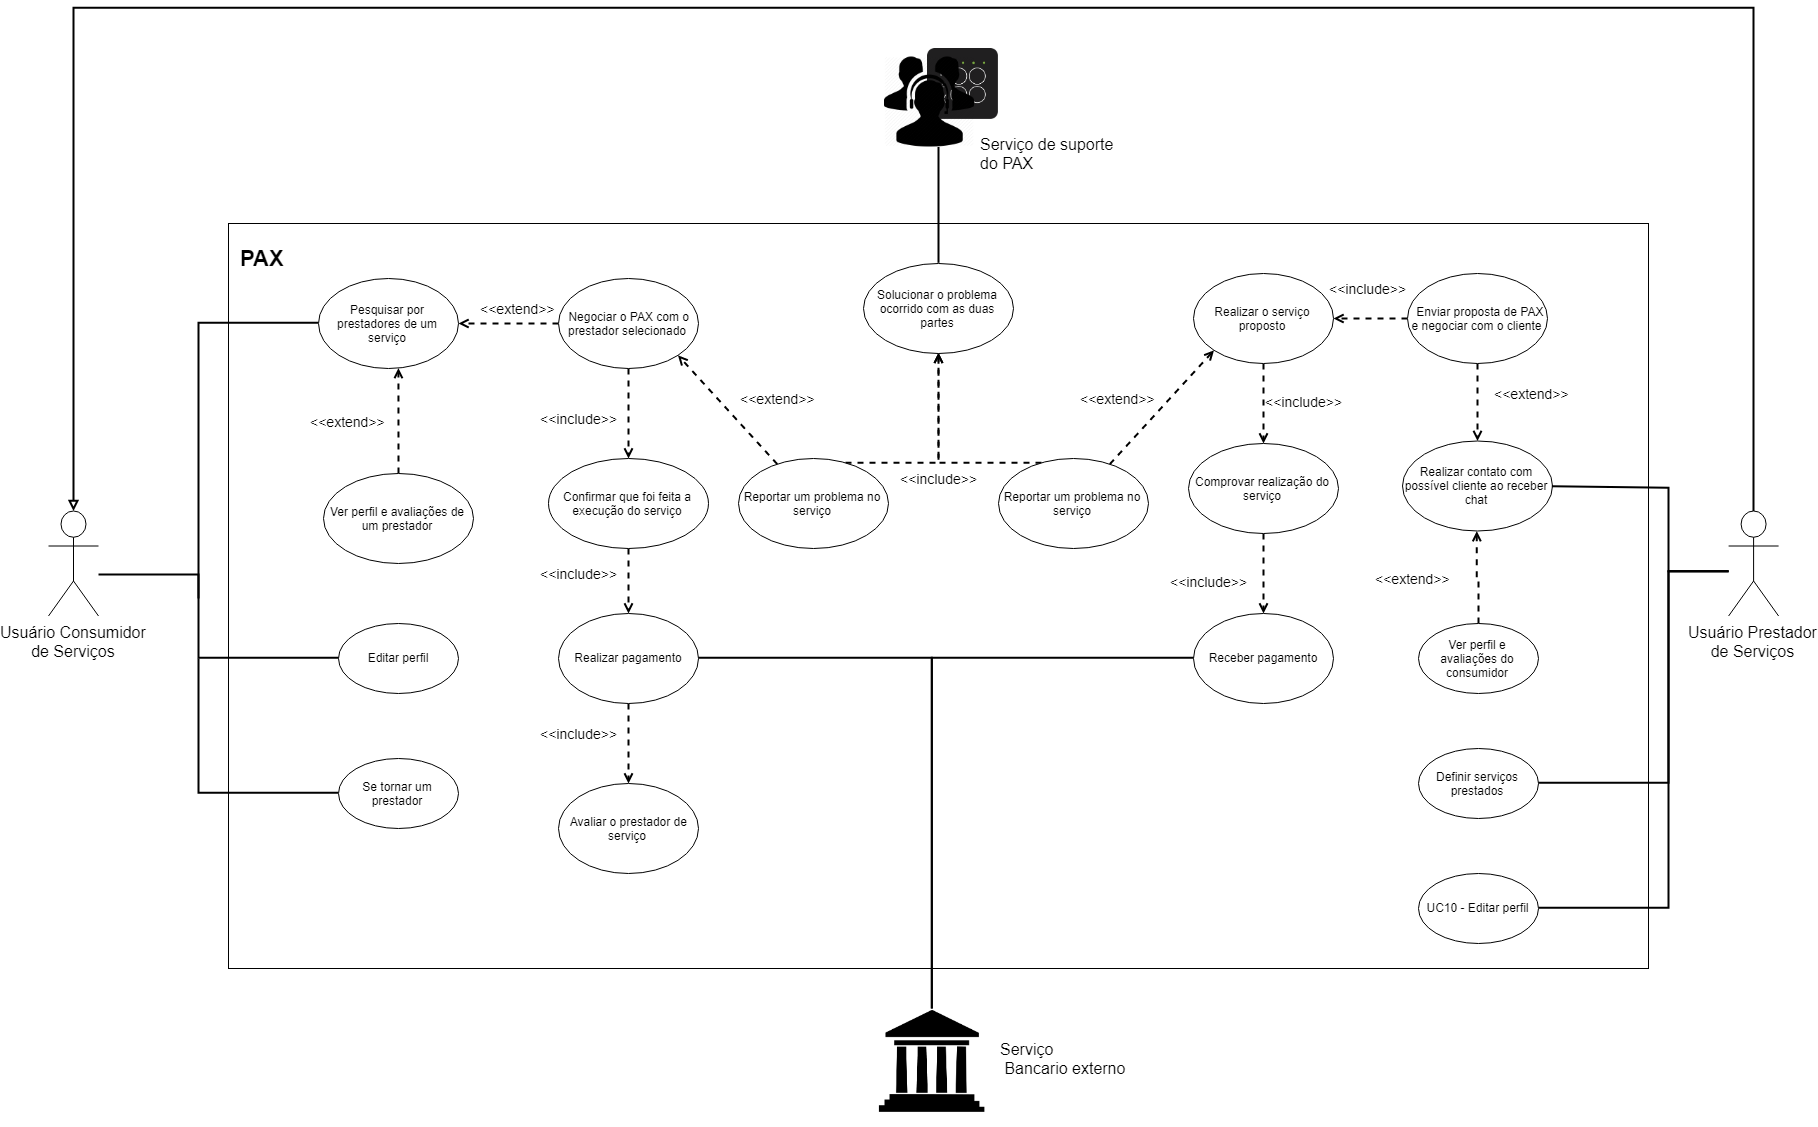 Serviço de suporte
do PAX
PAX
Pesquisar por
prestadores de um
serviço
<<extend>>
Negociar o PAX com o
prestador selecionado
Solucionar o problema
ocorrido com as duas
partes
Realizar o serviço
proposto
<<include>>
Enviar proposta de PAX
e negociar com o cliente
<<extend>>
<<include>>
<<extend>>
<<extend>>
<<include>>
<<extend>>
Ver perfil e avaliações de
um prestador
Confirmar que foi feita a
execução do serviço
Reportar um problema no
serviço
<<include>>
Reportar um problema no
serviço
Comprovar realização do
serviço
Realizar contato com
possível cliente ao receber
chat
<<include>>
<<include>>
<<extend>>
Usuário Consumidor
de Serviços
Editar perfil
Realizar pagamento
Receber pagamento
Ver perfil e
avaliações do
consumidor
Usuário Prestador
de Serviços
<<include>>
Se tornar um
prestador
Avaliar o prestador de
serviço
Definir serviços
prestados
UC10 - Editar perfil
Serviço
Bancario externo